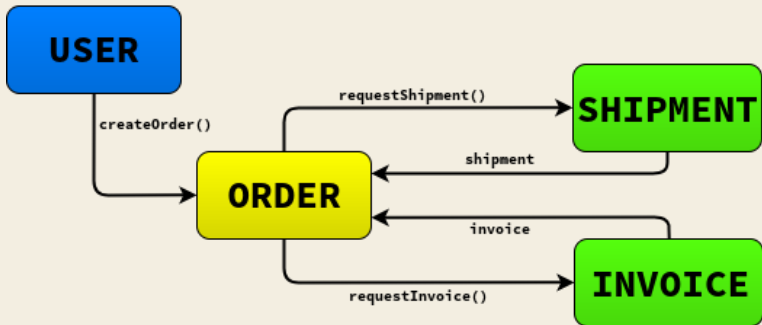 USER
createOrder()
requestShipment()
SHIPMENT
shipment
ORDER
invoice
requestInvoice()
INVOICE